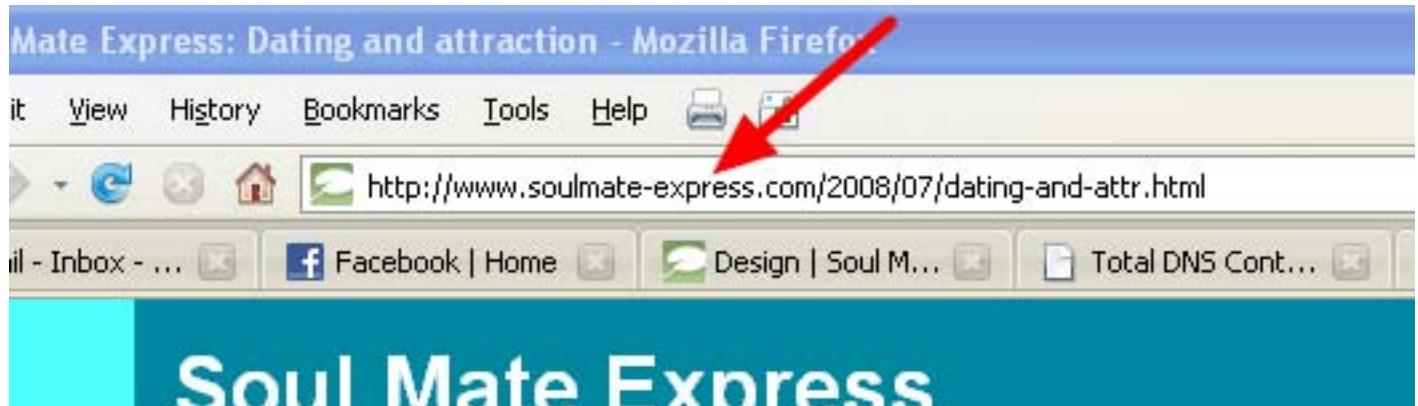 Mate Express: Dating and attraction - Mozilla Firefox
it View History Bookmarks Tools Help
http://www.soulmate-express.com/2008/07/dating-and-attr.html
il - Inbox - ... Facebook | Home Design | Soul M... Total DNS Cont...
Soul Mate Express